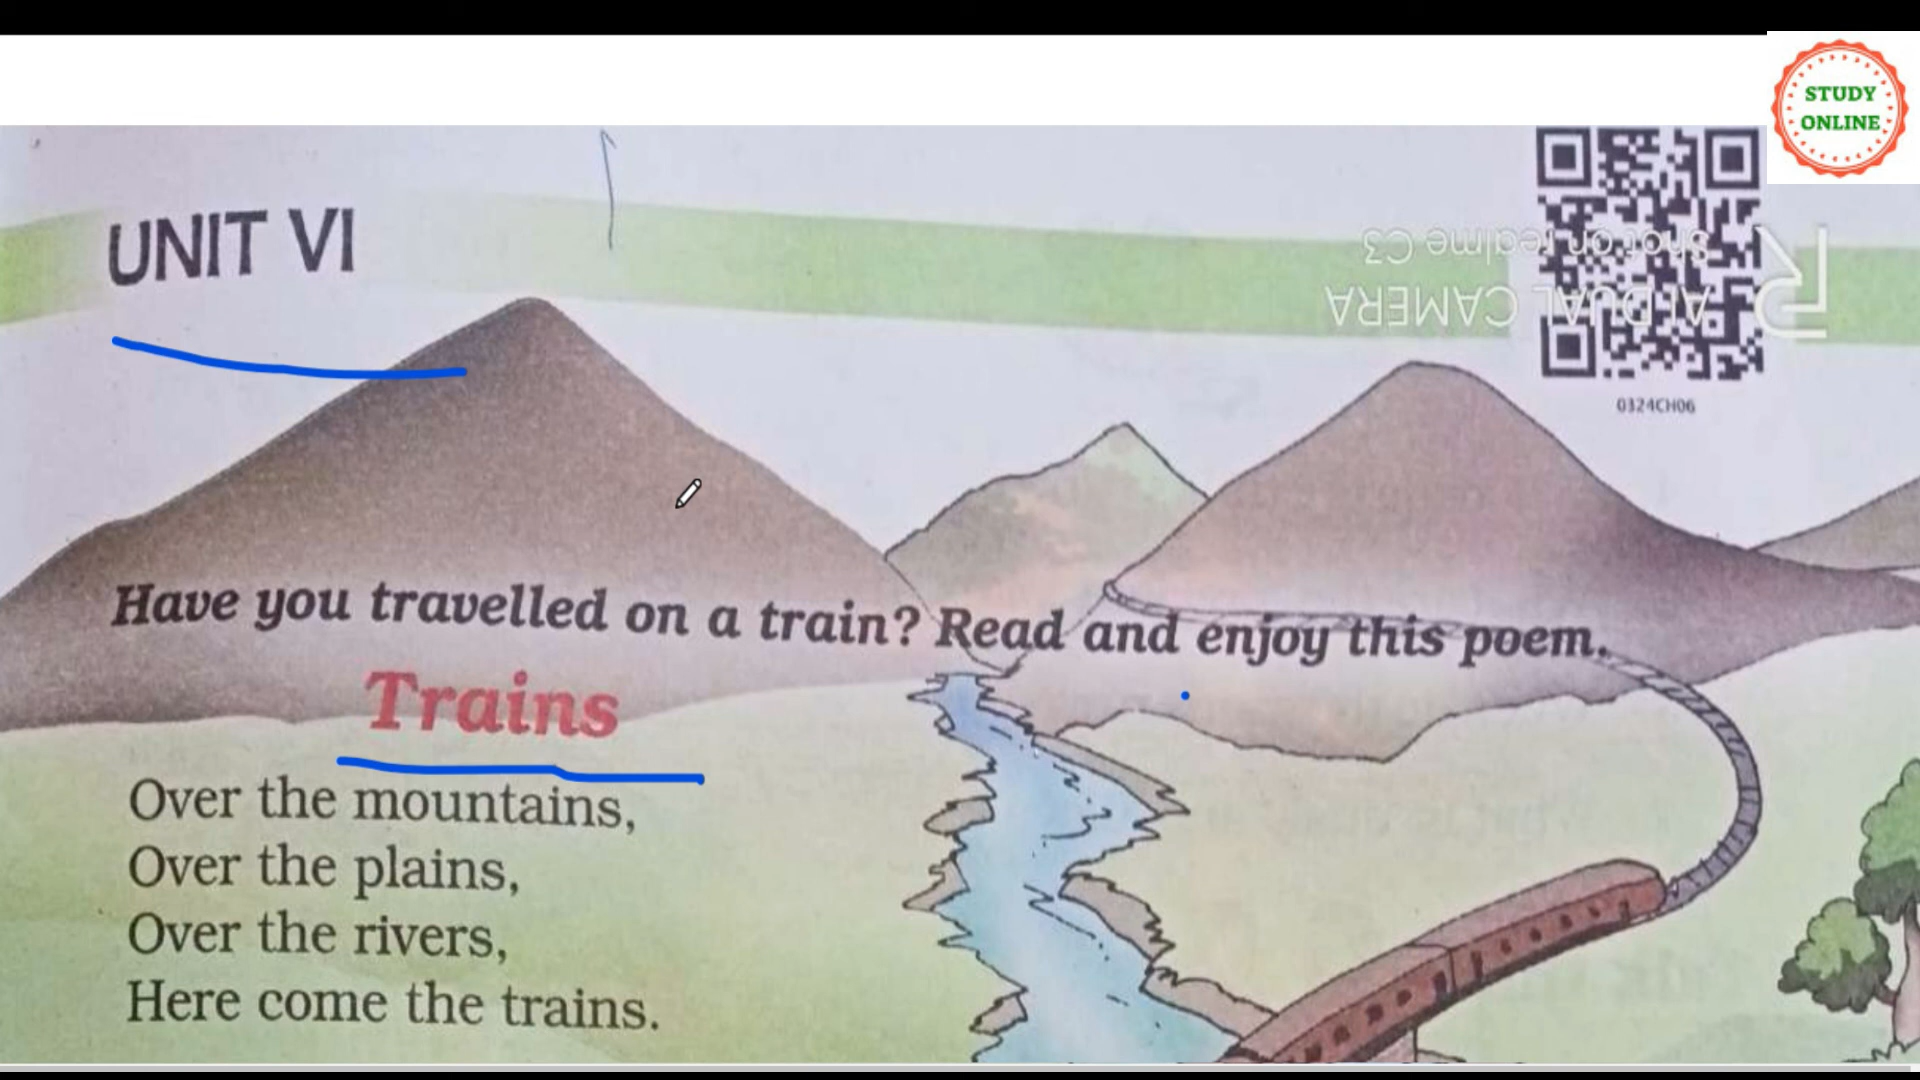 STUDY
ONLINE
UNIT VI
Shot on realme C3
AI DUAL CAMERA
0324CH06
Have you travelled on a train? Read and enjoy this poem.
Trains
Over the mountains,
Over the plains,
Over the rivers,
Here come the trains.